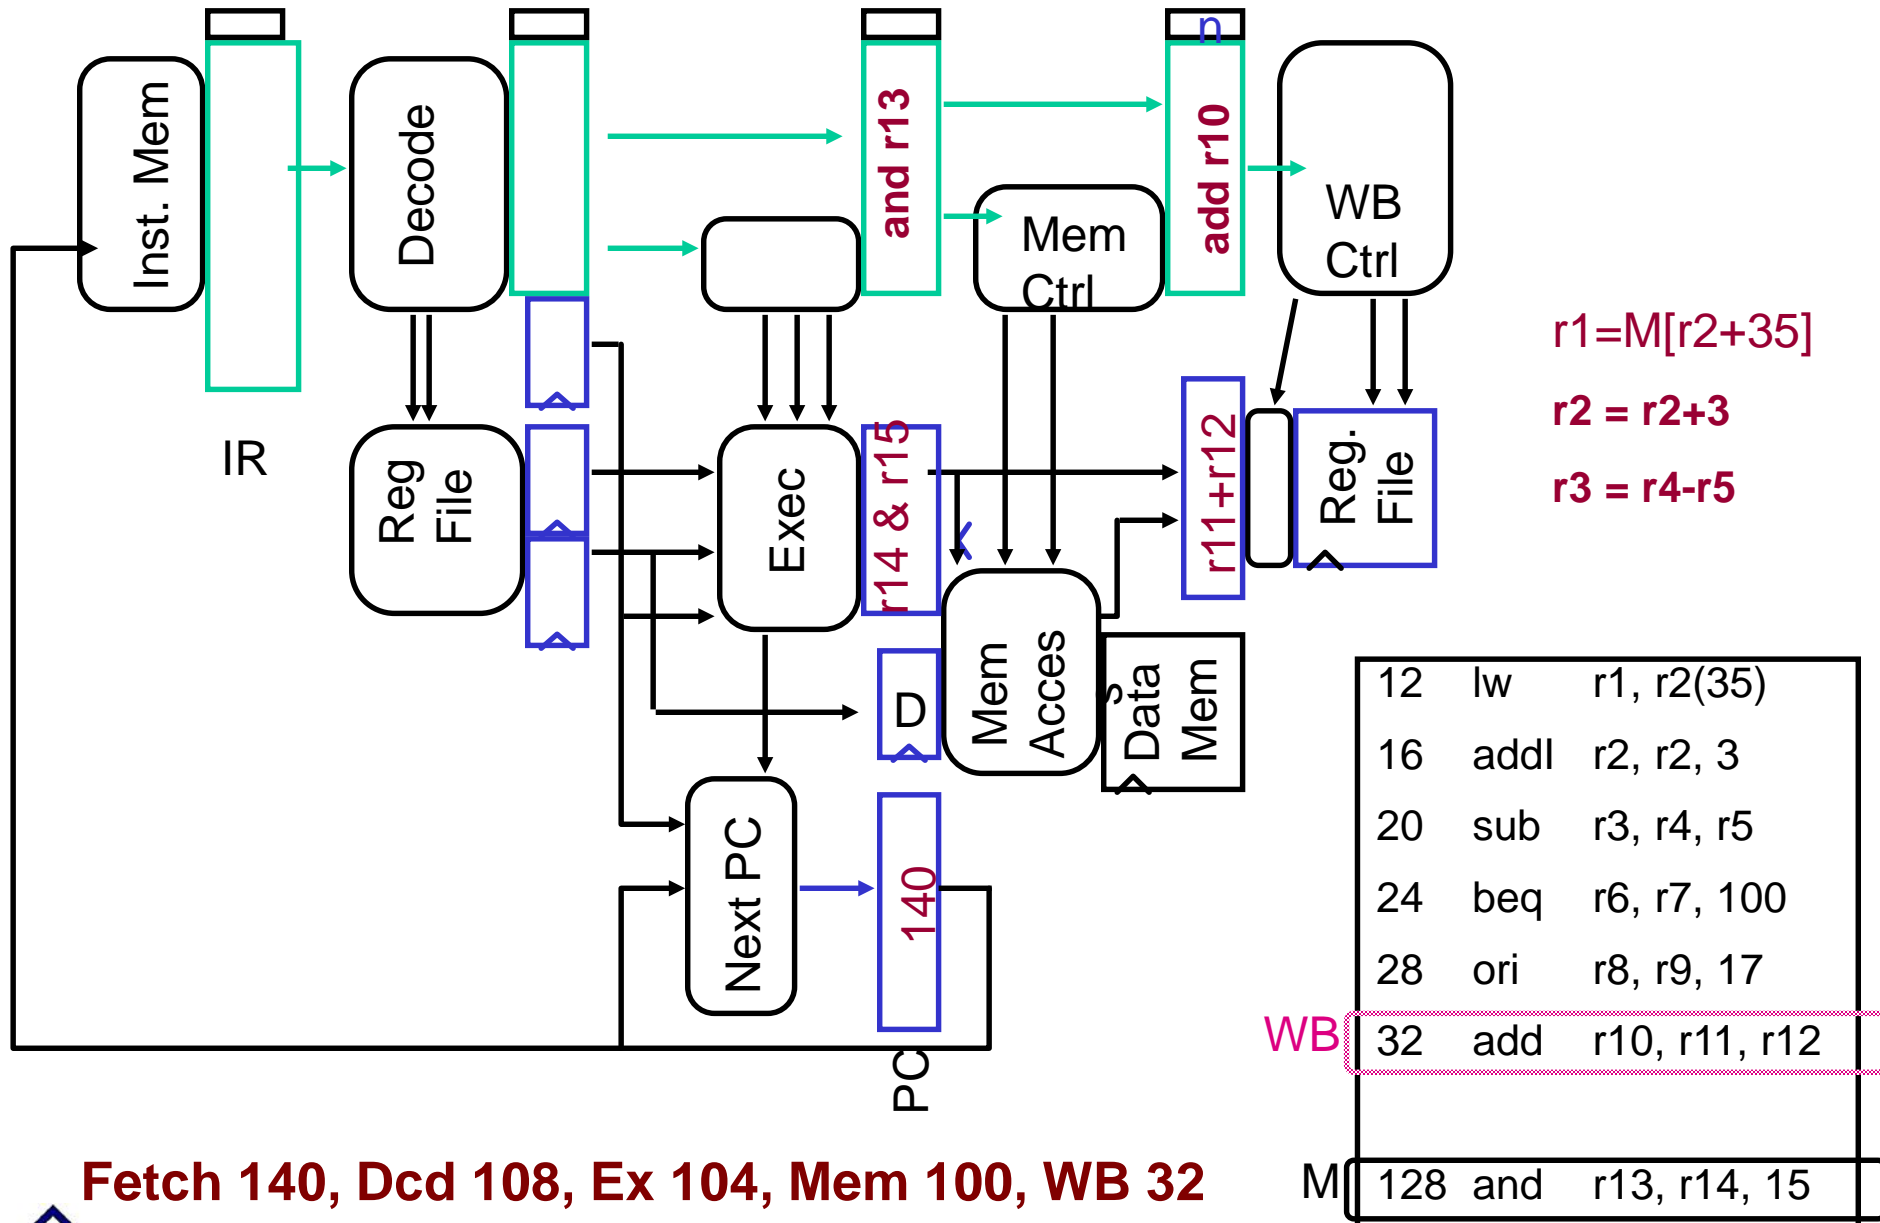 n
Inst. Mem
Decode
and r13
add r10
Mem
Ctrl
WB
Ctrl
r1=M[r2+35]
r2 = r2+3
r3 = r4-r5
IR
Reg
File
Exec
r14 & r15
r11+r12
Reg.
File
D
Mem
Acces
s
Data
Mem
Next PC
140
PC
12 lw r1, r2(35)
16 addI r2, r2, 3
20 sub r3, r4, r5
24 beq r6, r7, 100
28 ori r8, r9, 17
WB 32 add r10, r11, r12
M 128 and r13, r14, 15
Fetch 140, Dcd 108, Ex 104, Mem 100, WB 32